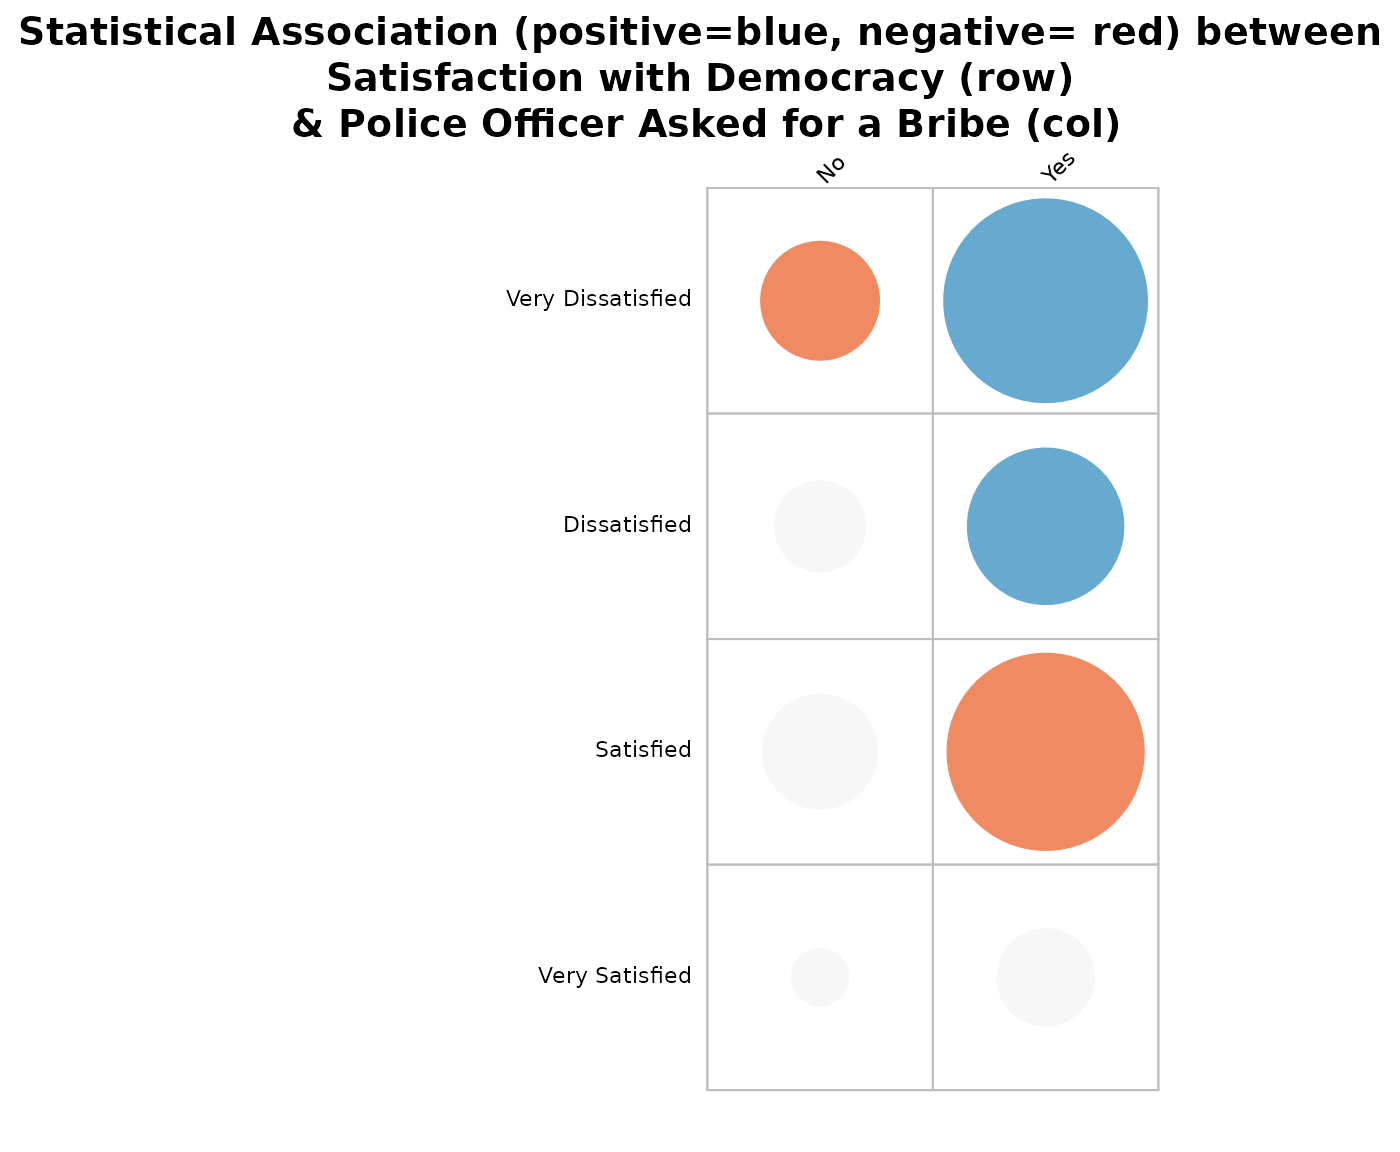 Statistical Association (positive=blue, negative= red) between
Satisfaction with Democracy (row)
& Police Officer Asked for a Bribe (col)
No
Yes
Very Dissatisfied
Dissatisfied
Satisfied
Very Satisfied